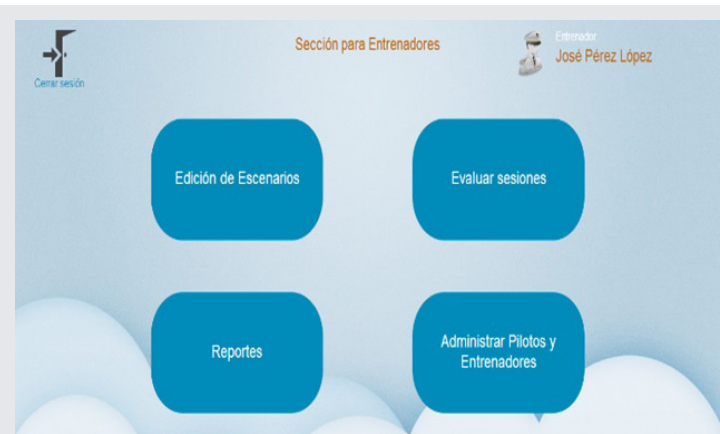 Sección para Entrenadores
Entrenador
José Pérez López
Cerrar sesión
Edición de Escenarios
Evaluar sesiones
Reportes
Administrar Pilotos y
Entrenadores